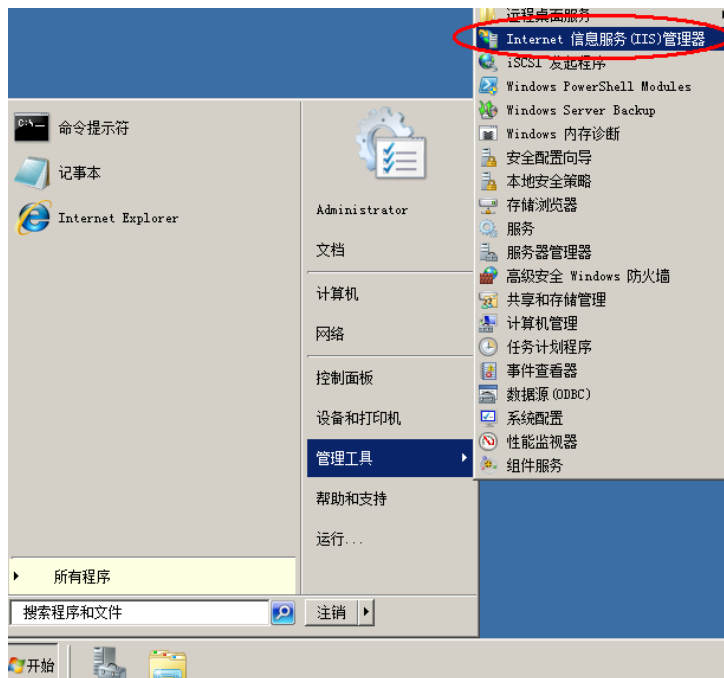 命令提示符
记事本
Internet Explorer
所有程序
搜索程序和文件
Administrator
文档
计算机
网络
控制面板
设备和打印机
管理工具
帮助和支持
运行...
注销
远程桌面服务
Internet 信息服务(IIS)管理器
iSCSI 发起程序
Windows PowerShell Modules
Windows Server Backup
Windows 内存诊断
安全配置向导
本地安全策略
存储浏览器
服务
服务器管理器
高级安全 Windows 防火墙
共享和存储管理
计算机管理
任务计划程序
事件查看器
数据源(ODBC)
系统配置
性能监视器
组件服务
开始